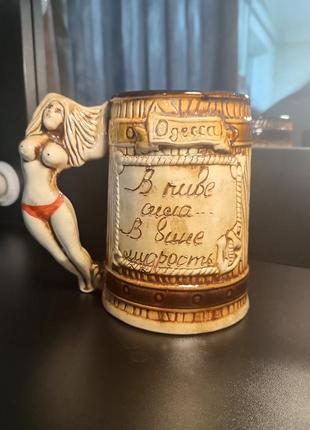 Одесса
В пиве
сила...
В вине
мудрость